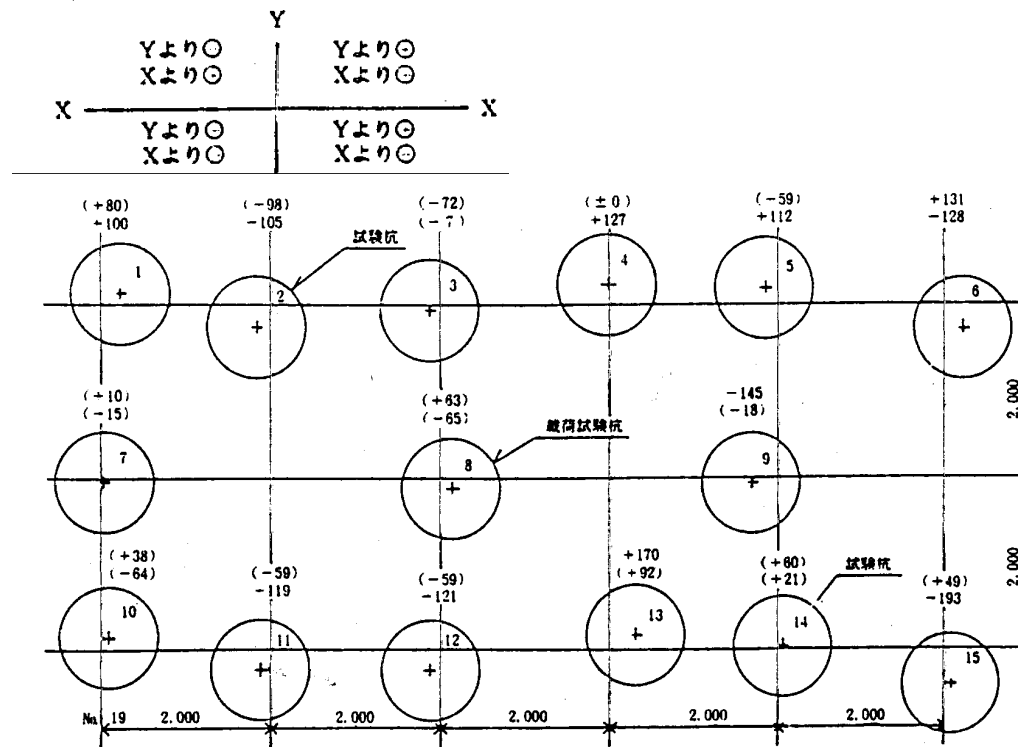 Y
Yより⊙ Yより⊙
Xより⊙ Xより⊙
X X
Yより⊙ Yより⊙
Xより⊙ Xより⊙
(+80) (-98) (-72) (±0) (-59) +131
+100 -105 (-7) +127 +112 -128
試験杭
1 2 3 4 5 6
(+10) (+63) -145
(-15) (-65) (-18)
2.000
載荷試験杭
7 8 9
(+38) (-59) (-59) +170 (+60) (+49)
(-64) -119 -121 (+92) (+21) -193
試験杭
2.000
10 11 12 13 14 15
No. 19 2.000 2.000 2.000 2.000 2.000